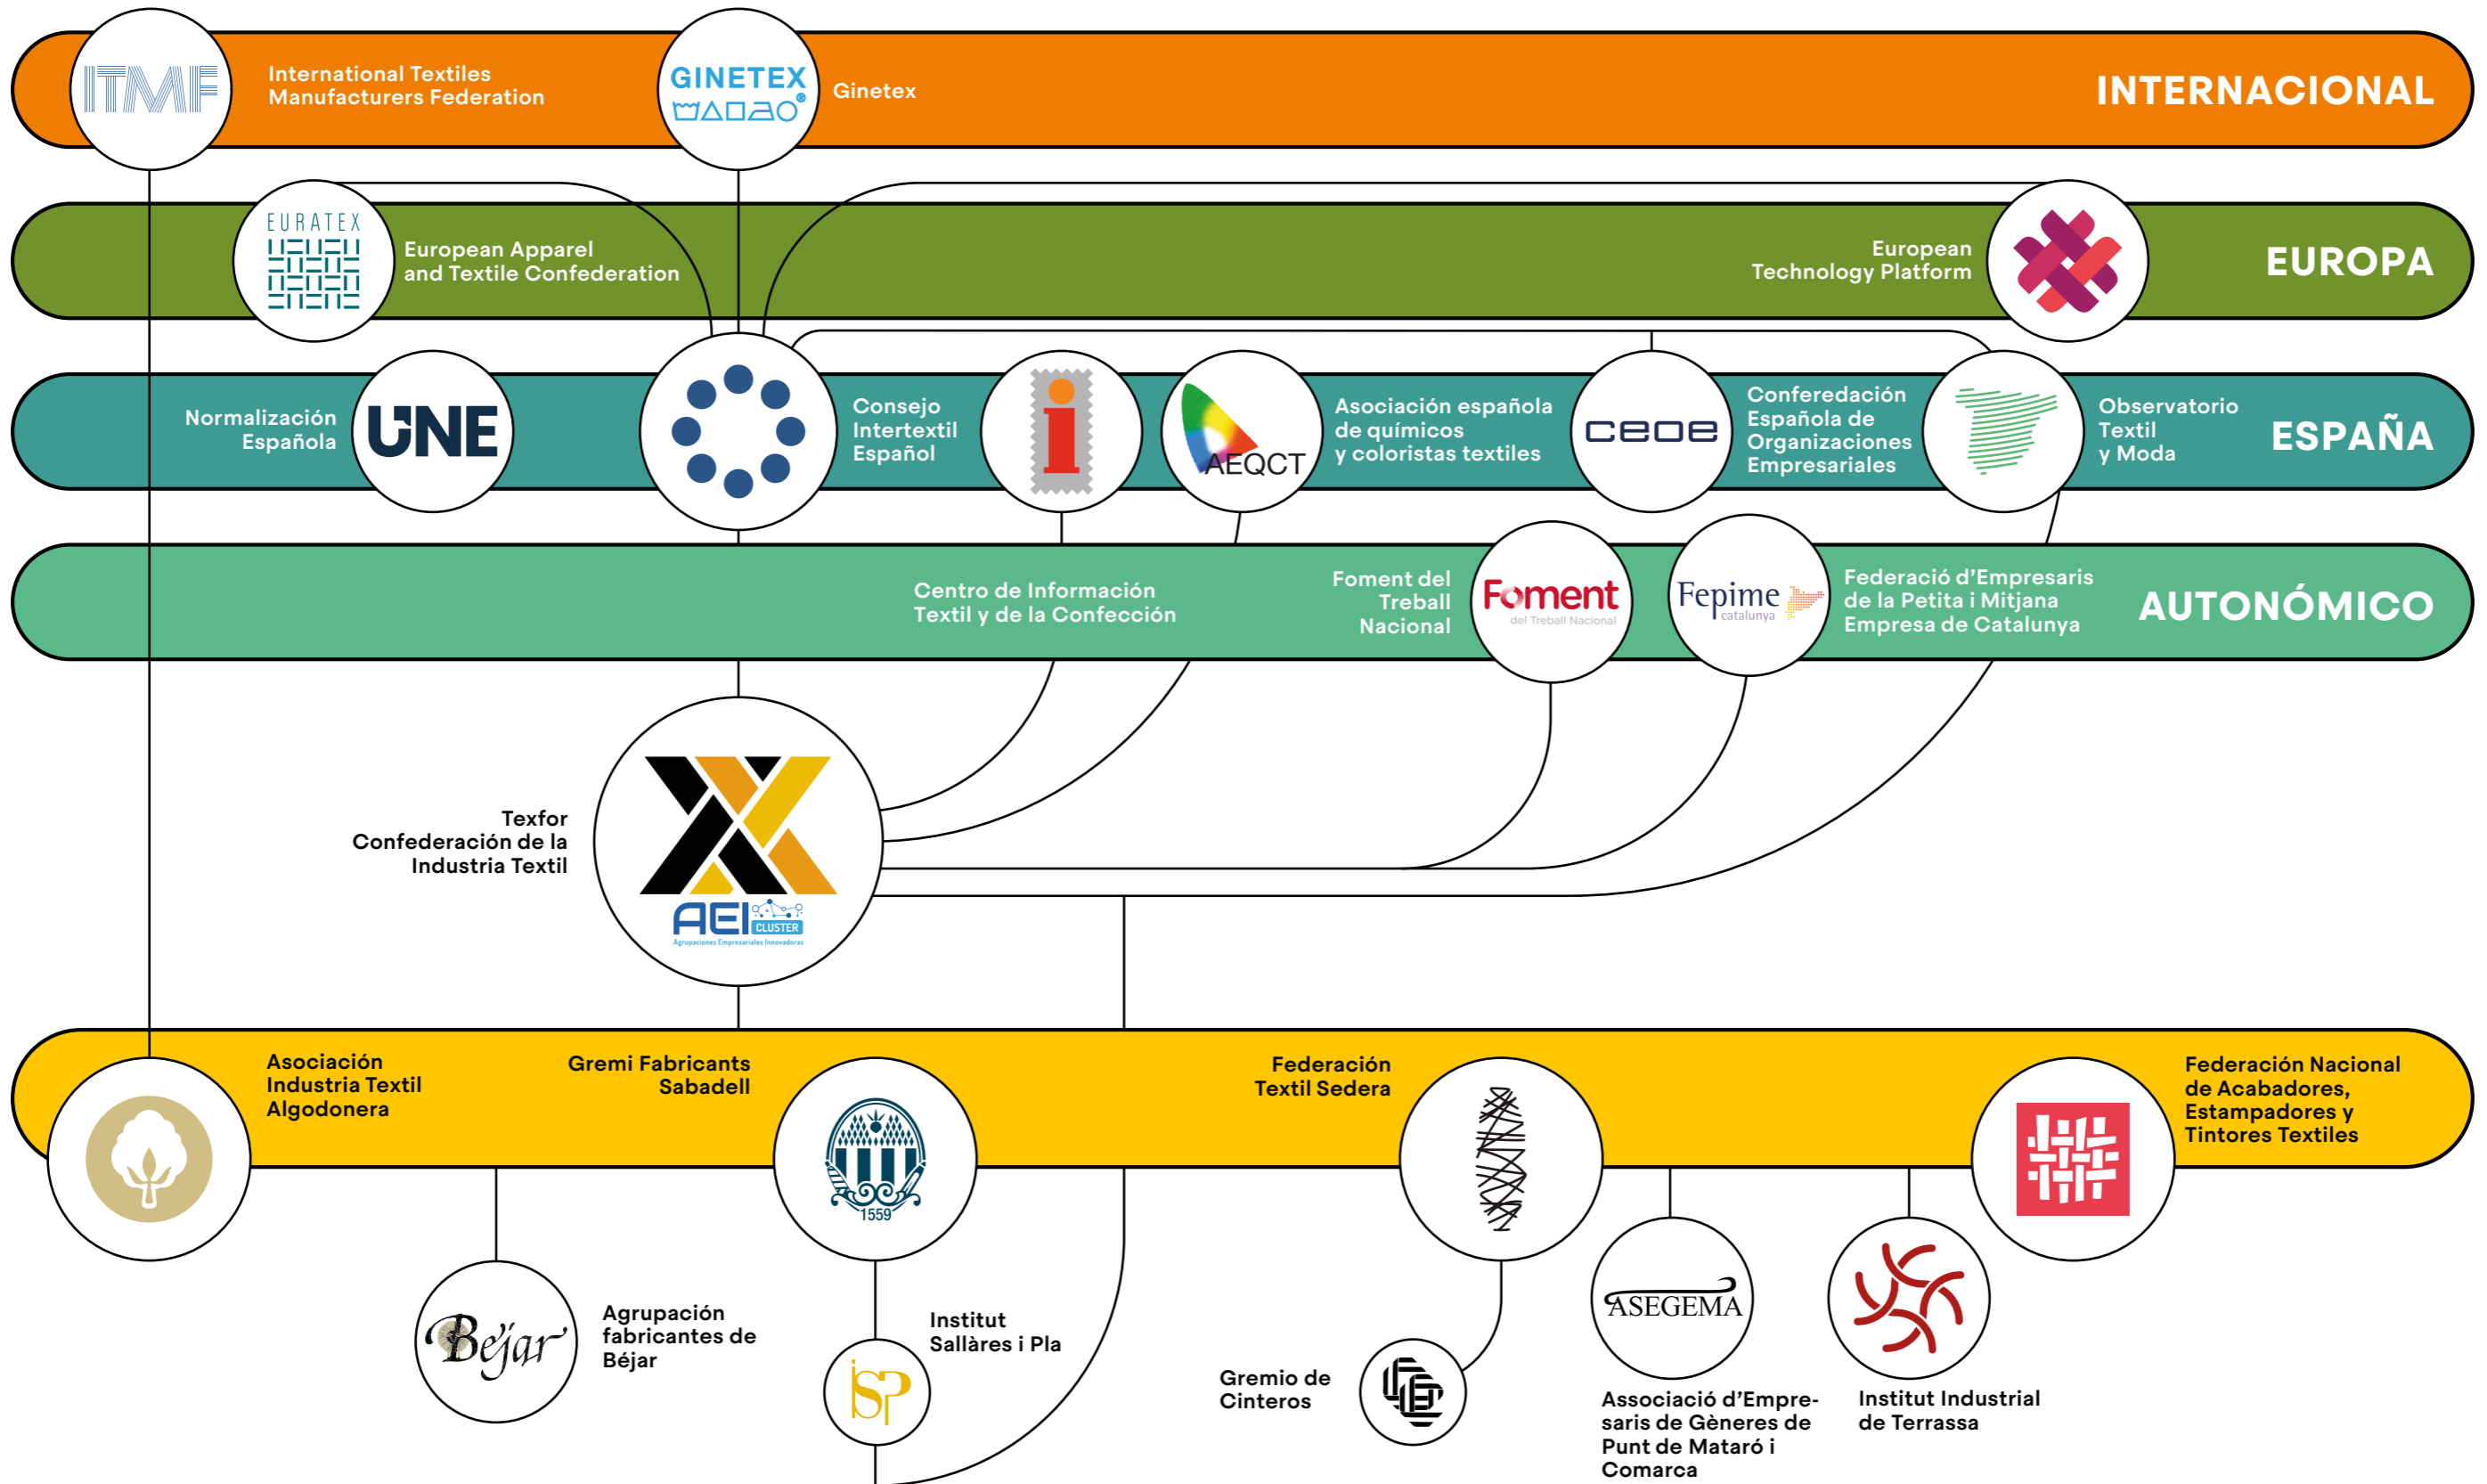 ITMF
International Textiles
Manufacturers Federation
GINETEX
®
Ginetex
INTERNACIONAL
EURATEX
European Apparel
and Textile Confederation
European
Technology Platform
EUROPA
Normalización
Española
UNE
Consejo
Intertextil
Español
i
AEQCT
Asociación española
de químicos
y coloristas textiles
ceoe
Conferedación
Española de
Organizaciones
Empresariales
Observatorio
Textil
y Moda
ESPAÑA
Centro de Información
Textil y de la Confección
Foment del
Treball
Nacional
Foment
del Treball Nacional
Fepime
catalunya
Federació d'Empresaris
de la Petita i Mitjana
Empresa de Catalunya
AUTONÓMICO
Texfor
Confederación de la
Industria Textil
AEI
CLUSTER
Agrupaciones Empresariales Innovadoras
Asociación
Industria Textil
Algodonera
Gremi Fabricants
Sabadell
1559
Federación
Textil Sedera
Federación Nacional
de Acabadores,
Estampadores y
Tintores Textiles
Béjar
Agrupación
fabricantes de
Béjar
Institut
Sallàres i Pla
iSP
Gremio de
Cinteros
ASEGEMA
Associació d'Empre-
saris de Gèneres de
Punt de Mataró i
Comarca
Institut Industrial
de Terrassa